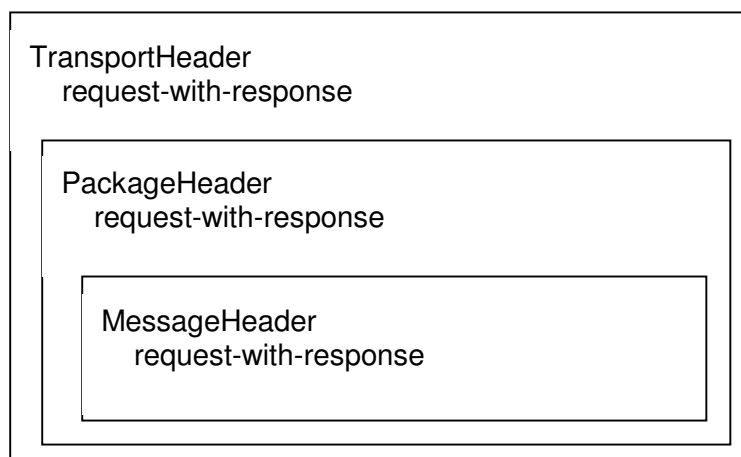 TransportHeader
request-with-response
PackageHeader
request-with-response
MessageHeader
request-with-response